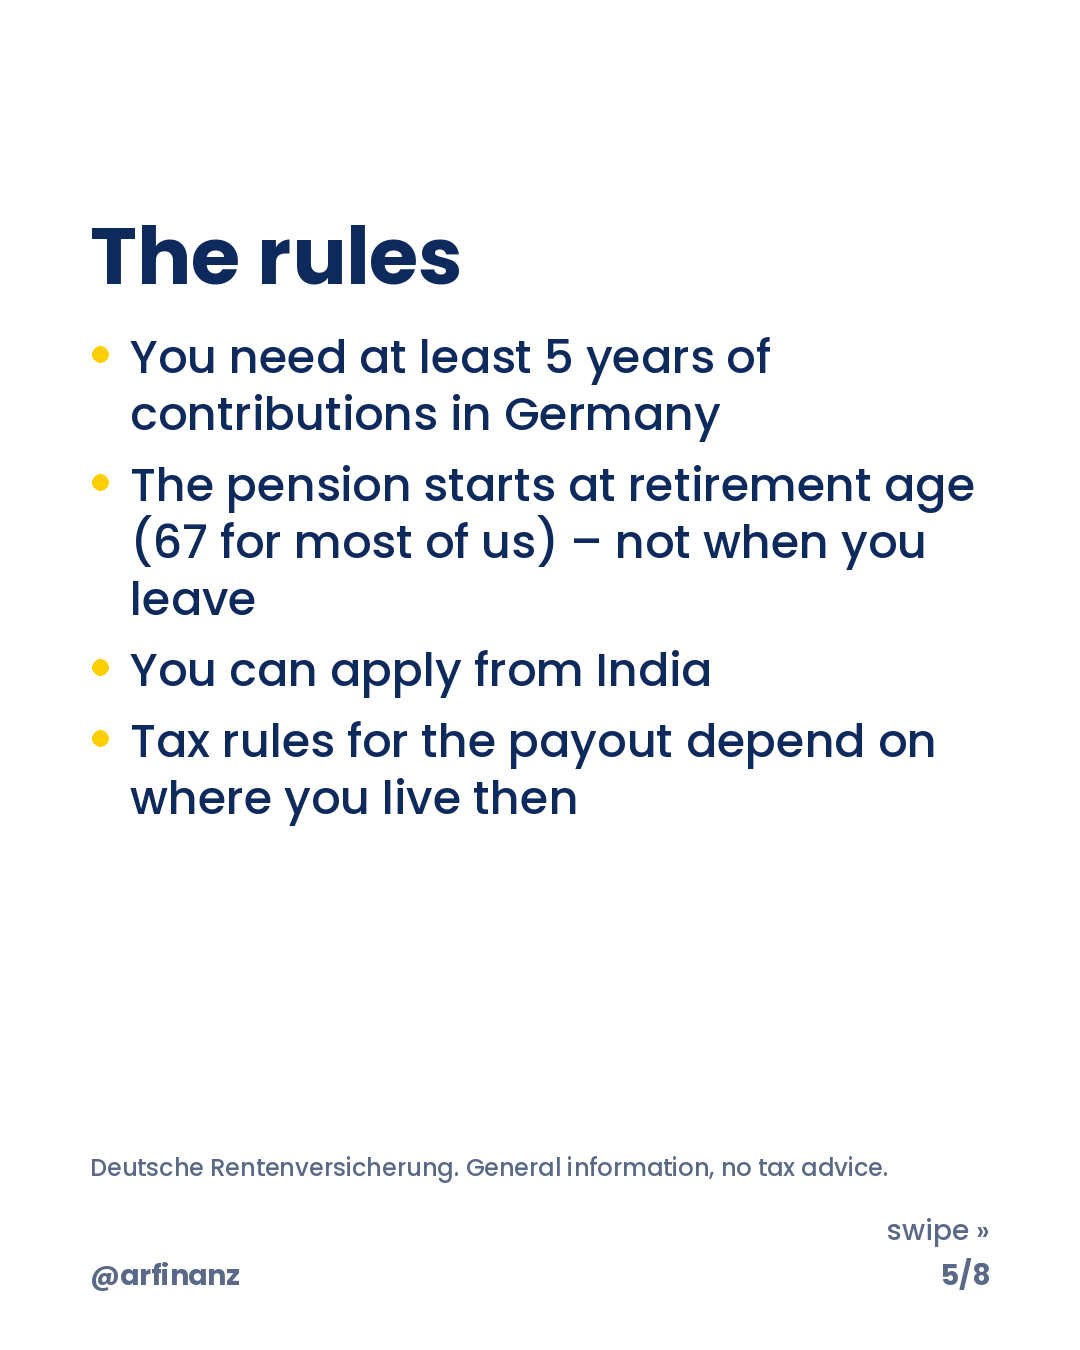 The rules
• You need at least 5 years of
contributions in Germany
• The pension starts at retirement age
(67 for most of us) – not when you
leave
• You can apply from India
• Tax rules for the payout depend on
where you live then
Deutsche Rentenversicherung. General information, no tax advice.
swipe »
@arfinanz
5/8